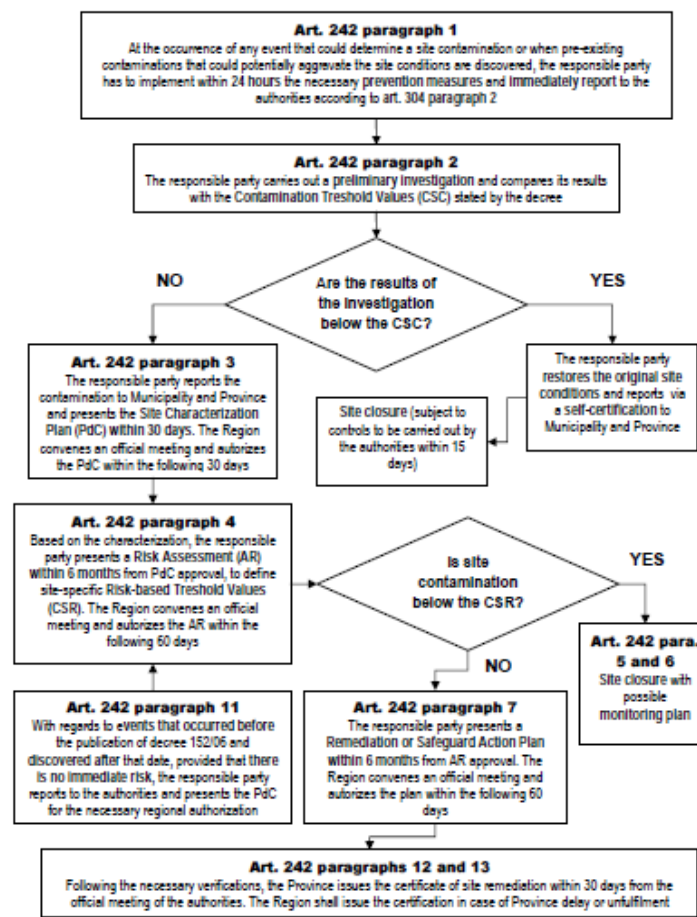 Art. 242 paragraph 1
At the occurrence of any event that could determine a site contamination or when pre-existing
contaminations that could potentially aggravate the site conditions are discovered, the responsible party
has to implement within 24 hours the necessary prevention measures and immediately report to the
authorities according to art. 304 paragraph 2
Art. 242 paragraph 2
The responsible party carries out a preliminary investigation and compares its results
with the Contamination Treshold Values (CSC) stated by the decree
NO
Are the results of
the investigation
below the CSC?
YES
Art. 242 paragraph 3
The responsible party reports the
contamination to Municipality and Province
and presents the Site Characterization
Plan (PdC) within 30 days. The Region
convenes an official meeting and autorizes
the PdC within the following 30 days
The responsible party
restores the original site
conditions and reports via
a self-certification to
Municipality and Province
Site closure (subject to
controls to be carried out by
the authorities within 15
days)
Art. 242 paragraph 4
Based on the characterization, the responsible
party presents a Risk Assessment (AR)
within 6 months from PdC approval, to define
site-specific Risk-based Treshold Values
(CSR). The Region convenes an official
meeting and autorizes the AR within the
following 60 days
Is site
contamination
below the CSR?
YES
NO
Art. 242 para.
5 and 6
Site closure with
possible
monitoring plan
Art. 242 paragraph 11
With regards to events that occurred before
the publication of decree 152/06 and
discovered after that date, provided that there
is no immediate risk, the responsible party
reports to the authorities and presents the PdC
for the necessary regional authorization
Art. 242 paragraph 7
The responsible party presents a
Remediation or Safeguard Action Plan
within 6 months from AR approval. The
Region convenes an official meeting and
autorizes the plan within the following 60
days
Art. 242 paragraphs 12 and 13
Following the necessary verifications, the Province issues the certificate of site remediation within 30 days from the
official meeting of the authorities. The Region shall issue the certification in case of Province delay or unfulfilment